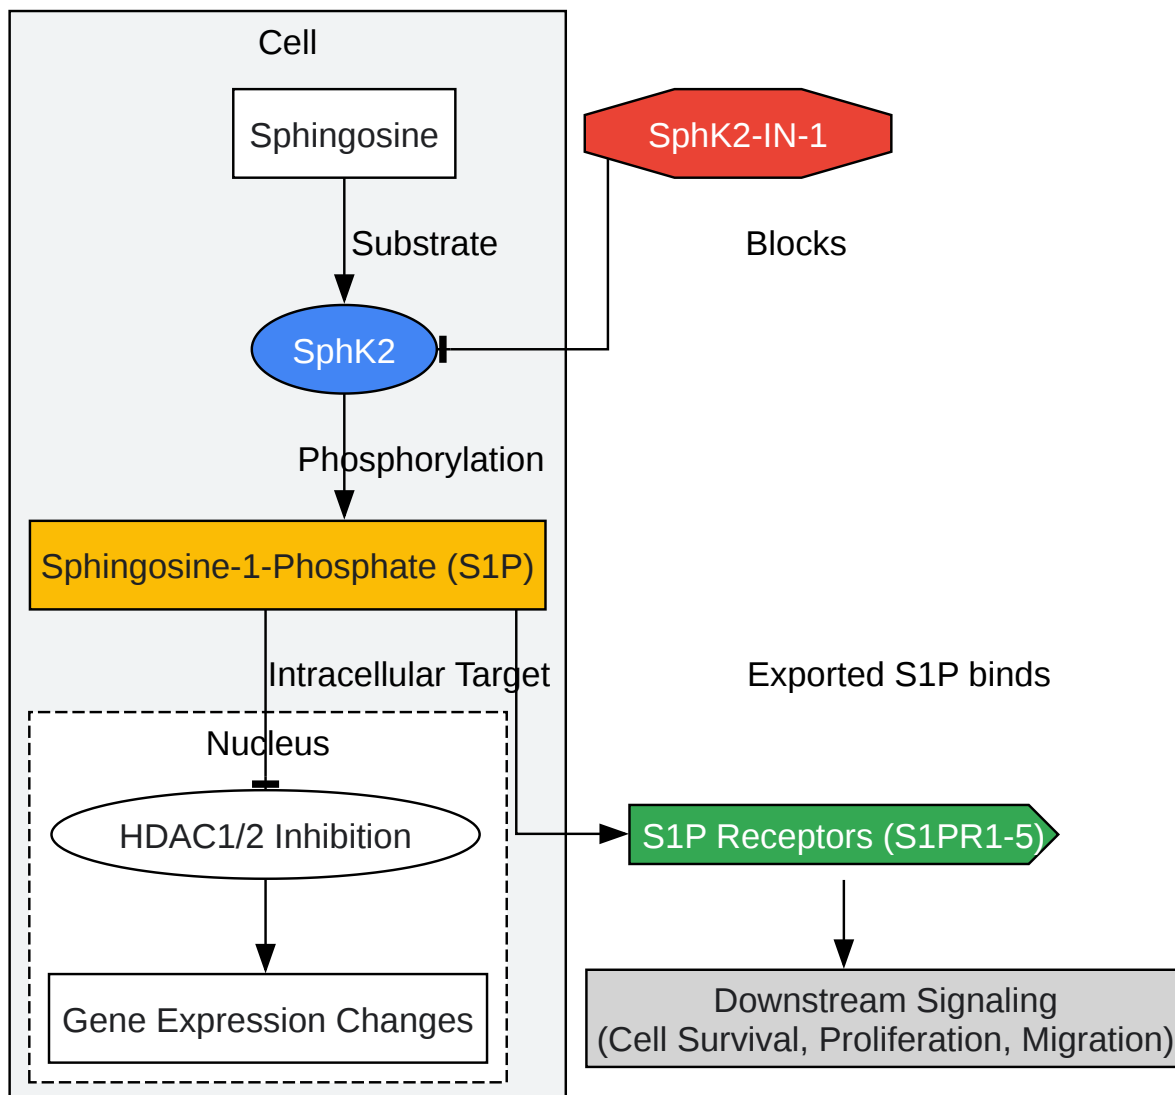 Cell
Sphingosine
SphK2-IN-1
Substrate
Blocks
SphK2
Phosphorylation
Sphingosine-1-Phosphate (S1P)
Intracellular Target
Exported S1P binds
Nucleus
HDAC1/2 Inhibition
S1P Receptors (S1PR1-5)
Gene Expression Changes
Downstream Signaling
(Cell Survival, Proliferation, Migration)